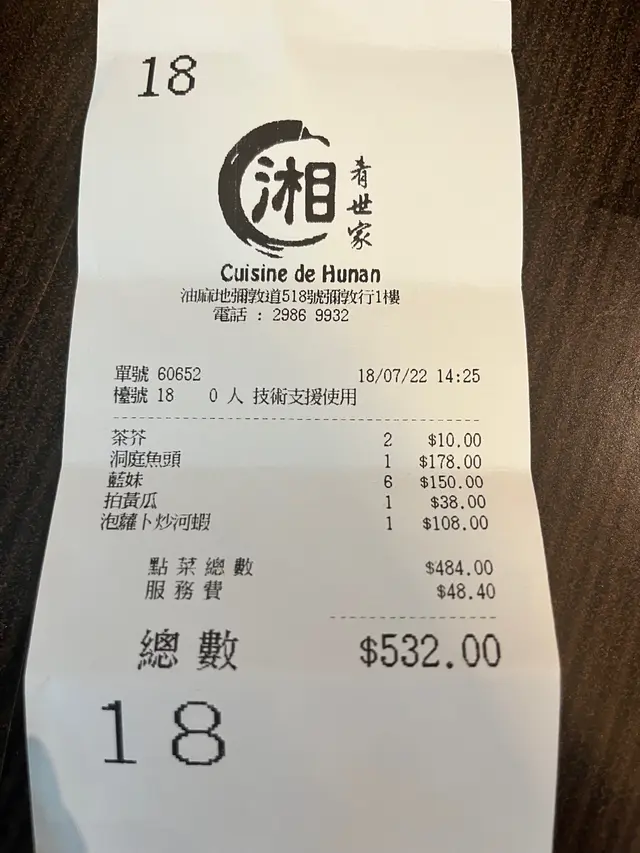 18
湘
肴世家
Cuisine de Hunan
油麻地彌敦道518號彌敦行1樓
電話 : 2986 9932
單號 60652 18/07/22 14:25
檯號 18 0 人 技術支援使用
茶芥 2 $10.00
洞庭魚頭 1 $178.00
藍妹 6 $150.00
拍黃瓜 1 $38.00
泡蘿卜炒河蝦 1 $108.00
點菜總數 $484.00
服務費 $48.40
總數 $532.00
18